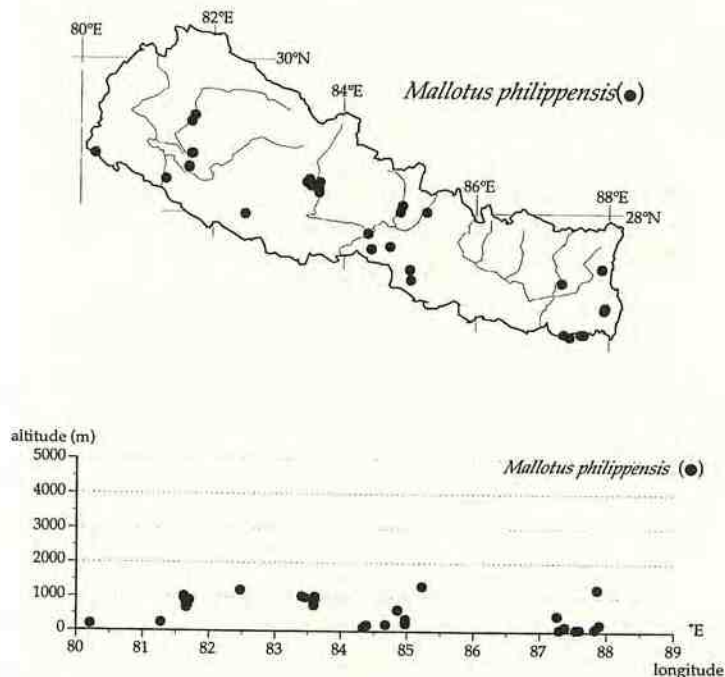 80°E
82°E
30°N
84°E
Mallotus philippensis(●)
86°E
88°E
28°N
altitude (m)
5000
4000
3000
2000
1000
0
Mallotus philippensis (●)
80 81 82 83 84 85 86 87 88 89
°E
longitude